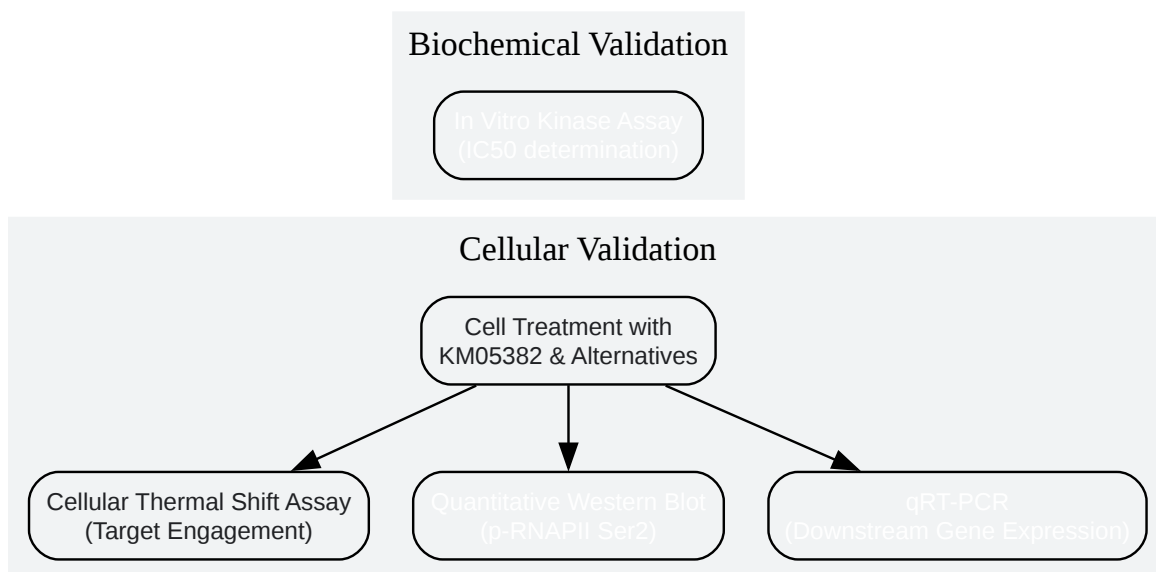 Biochemical Validation
In Vitro Kinase Assay
(IC50 determination)
Cellular Validation
Cell Treatment with
KM05382 & Alternatives
Cellular Thermal Shift Assay
(Target Engagement)
Quantitative Western Blot
(p-RNAPII Ser2)
qRT-PCR
(Downstream Gene Expression)